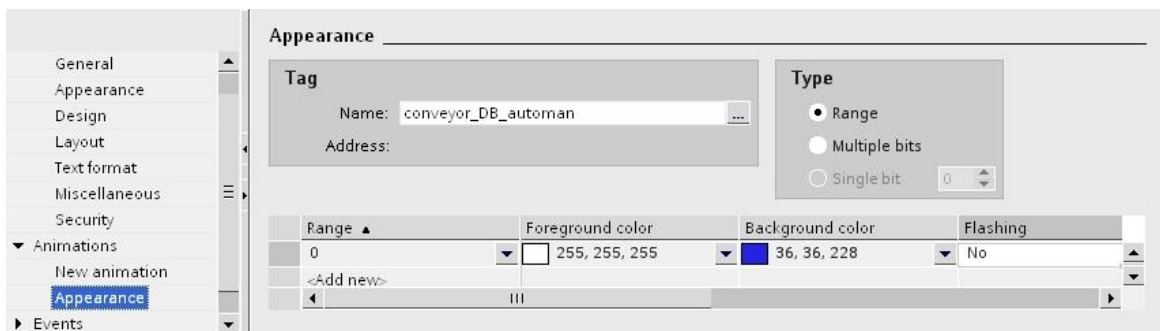 General
Appearance
Design
Layout
Text format
Miscellaneous
Security
Animations
New animation
Appearance
Events
Appearance
Tag
Name: conveyor_DB_automan ...
Address:
Type
Range
Multiple bits
Single bit 0
Range Foreground color Background color Flashing
0 255, 255, 255 36, 36, 228 No
<Add new>